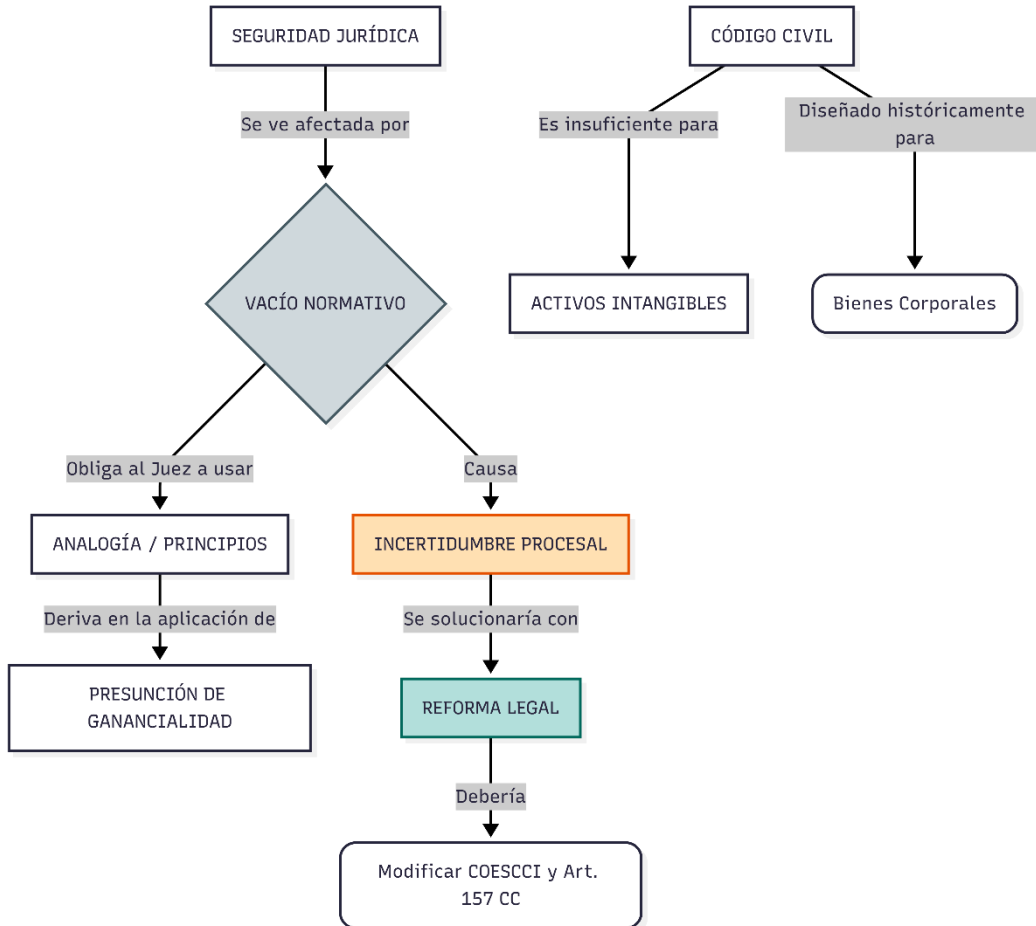 SEGURIDAD JURÍDICA
CÓDIGO CIVIL
Se ve afectada por
Es insuficiente para
Diseñado históricamente
para
VACÍO NORMATIVO
ACTIVOS INTANGIBLES
Bienes Corporales
Obliga al Juez a usar
Causa
ANALOGÍA / PRINCIPIOS
INCERTIDUMBRE PROCESAL
Deriva en la aplicación de
Se solucionaría con
PRESUNCIÓN DE
GANANCIALIDAD
REFORMA LEGAL
Debería
Modificar COESCCI y Art.
157 CC